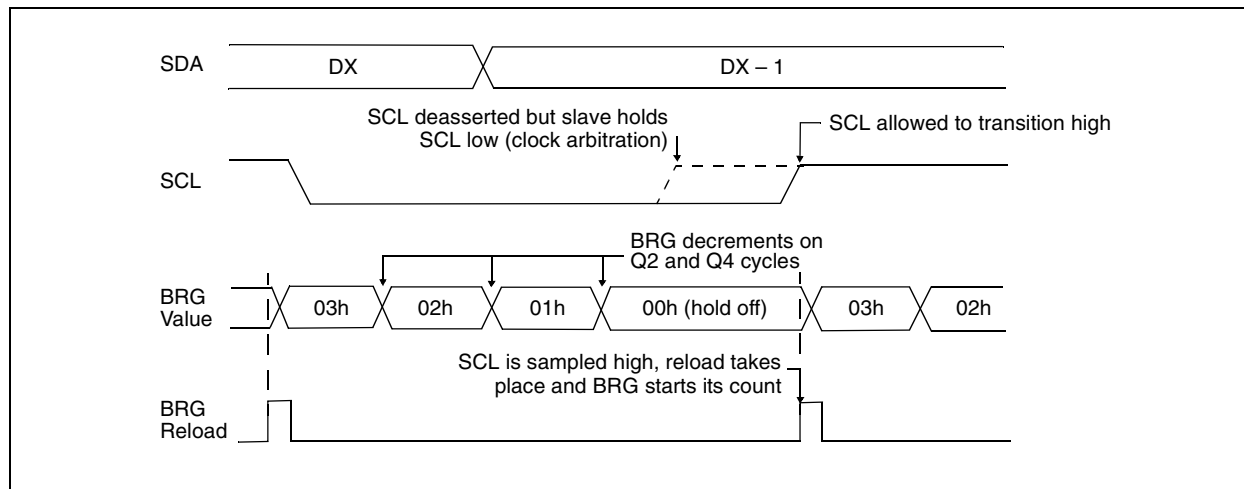 SDA
DX
DX – 1
SCL deasserted but slave holds
SCL low (clock arbitration)
SCL allowed to transition high
SCL
BRG decrements on
Q2 and Q4 cycles
BRG
Value
03h
02h
01h
00h (hold off)
03h
02h
SCL is sampled high, reload takes
place and BRG starts its count
BRG
Reload